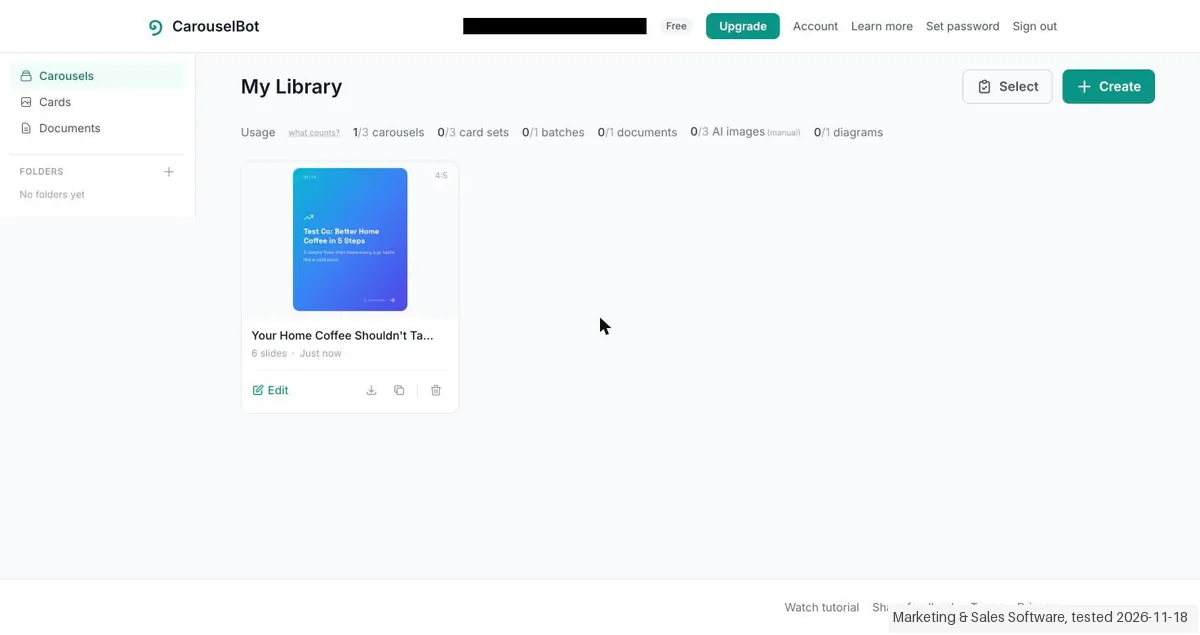 CarouselBot
Free
Upgrade
Account
Learn more
Set password
Sign out
Carousels
Cards
Documents
FOLDERS
No folders yet
My Library
Select
Create
Usage what counts? 1/3 carousels 0/3 card sets 0/1 batches 0/1 documents 0/3 AI images (manual) 0/1 diagrams
4:5
Test Co: Better Home
Coffee in 5 Steps
Your Home Coffee Shouldn't Ta...
6 slides · Just now
Edit
Watch tutorial
Marketing & Sales Software, tested 2026-11-18